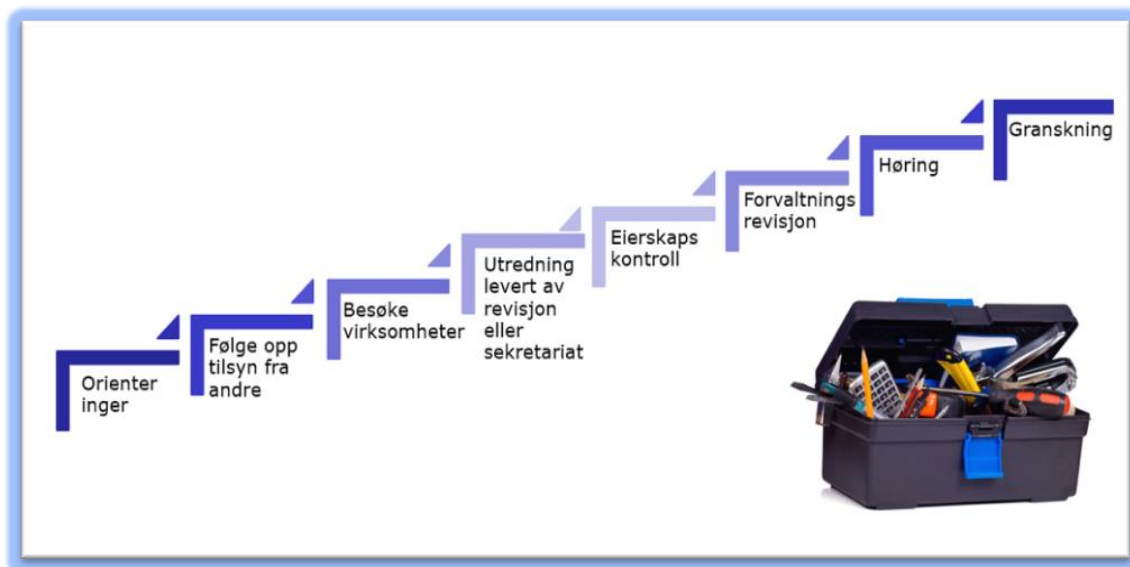 Orienter
inger
Følge opp
tilsyn fra
andre
Besøke
virksomheter
Utredning
levert av
revisjon
eller
sekretariat
Eierskaps
kontroll
Forvaltnings
revisjon
Høring
Granskning